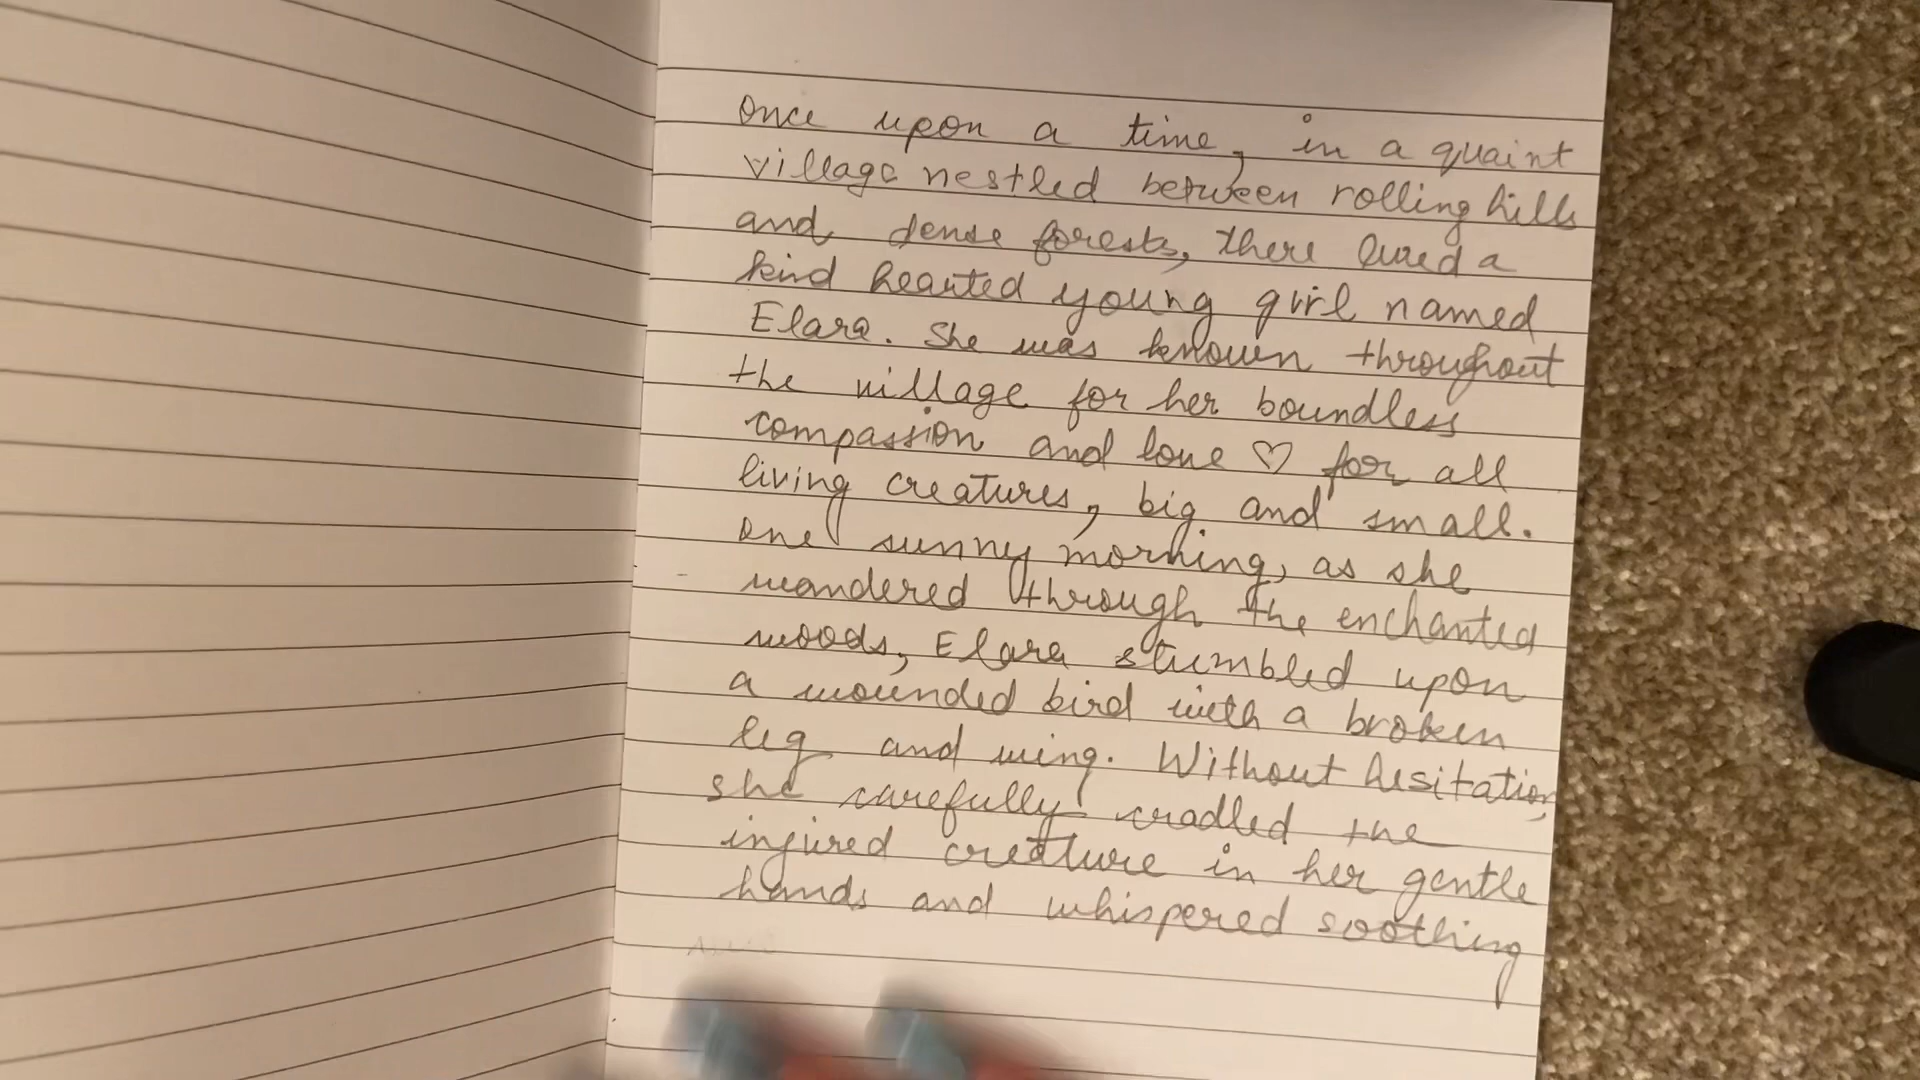 once upon a time, in a quaint
village nestled between rolling hills
and dense forests, there lived a
kind hearted young girl named
Elara. She was known throughout
the village for her boundless
compassion and love ♡ for all
living creatures, big and small.
one sunny morning, as she
wandered through the enchanted
woods, Elara stumbled upon
a wounded bird with a broken
leg and wing. Without hesitation,
she carefully cradled the
injured creature in her gentle
hands and whispered soothing